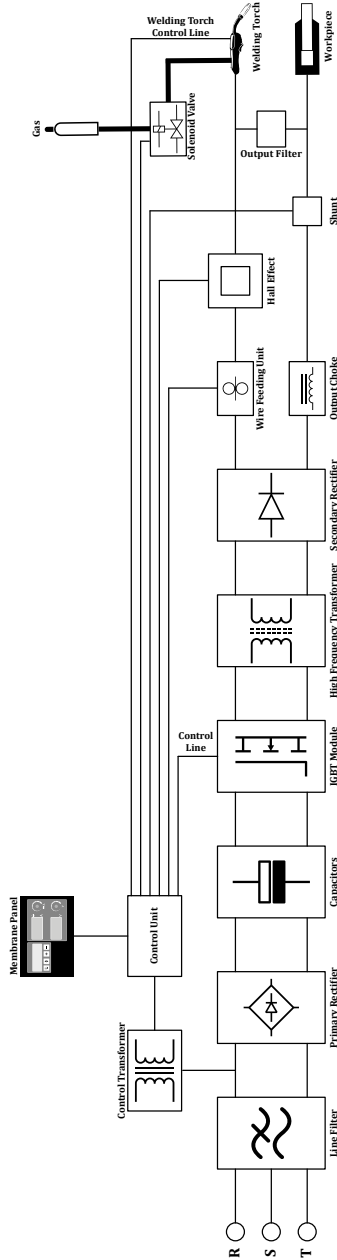 R
S
T
Line Filter
Primary Rectifier
Capacitors
IGBT Module
High Frequency Transformer
Secondary Rectifier
Output Choke
Wire Feeding Unit
Hall Effect
Shunt
Output Filter
Workpiece
Welding Torch
Control Transformer
Control Unit
Membrane Panel
Control
Line
Gas
Solenoid Valve
Welding Torch
Control Line